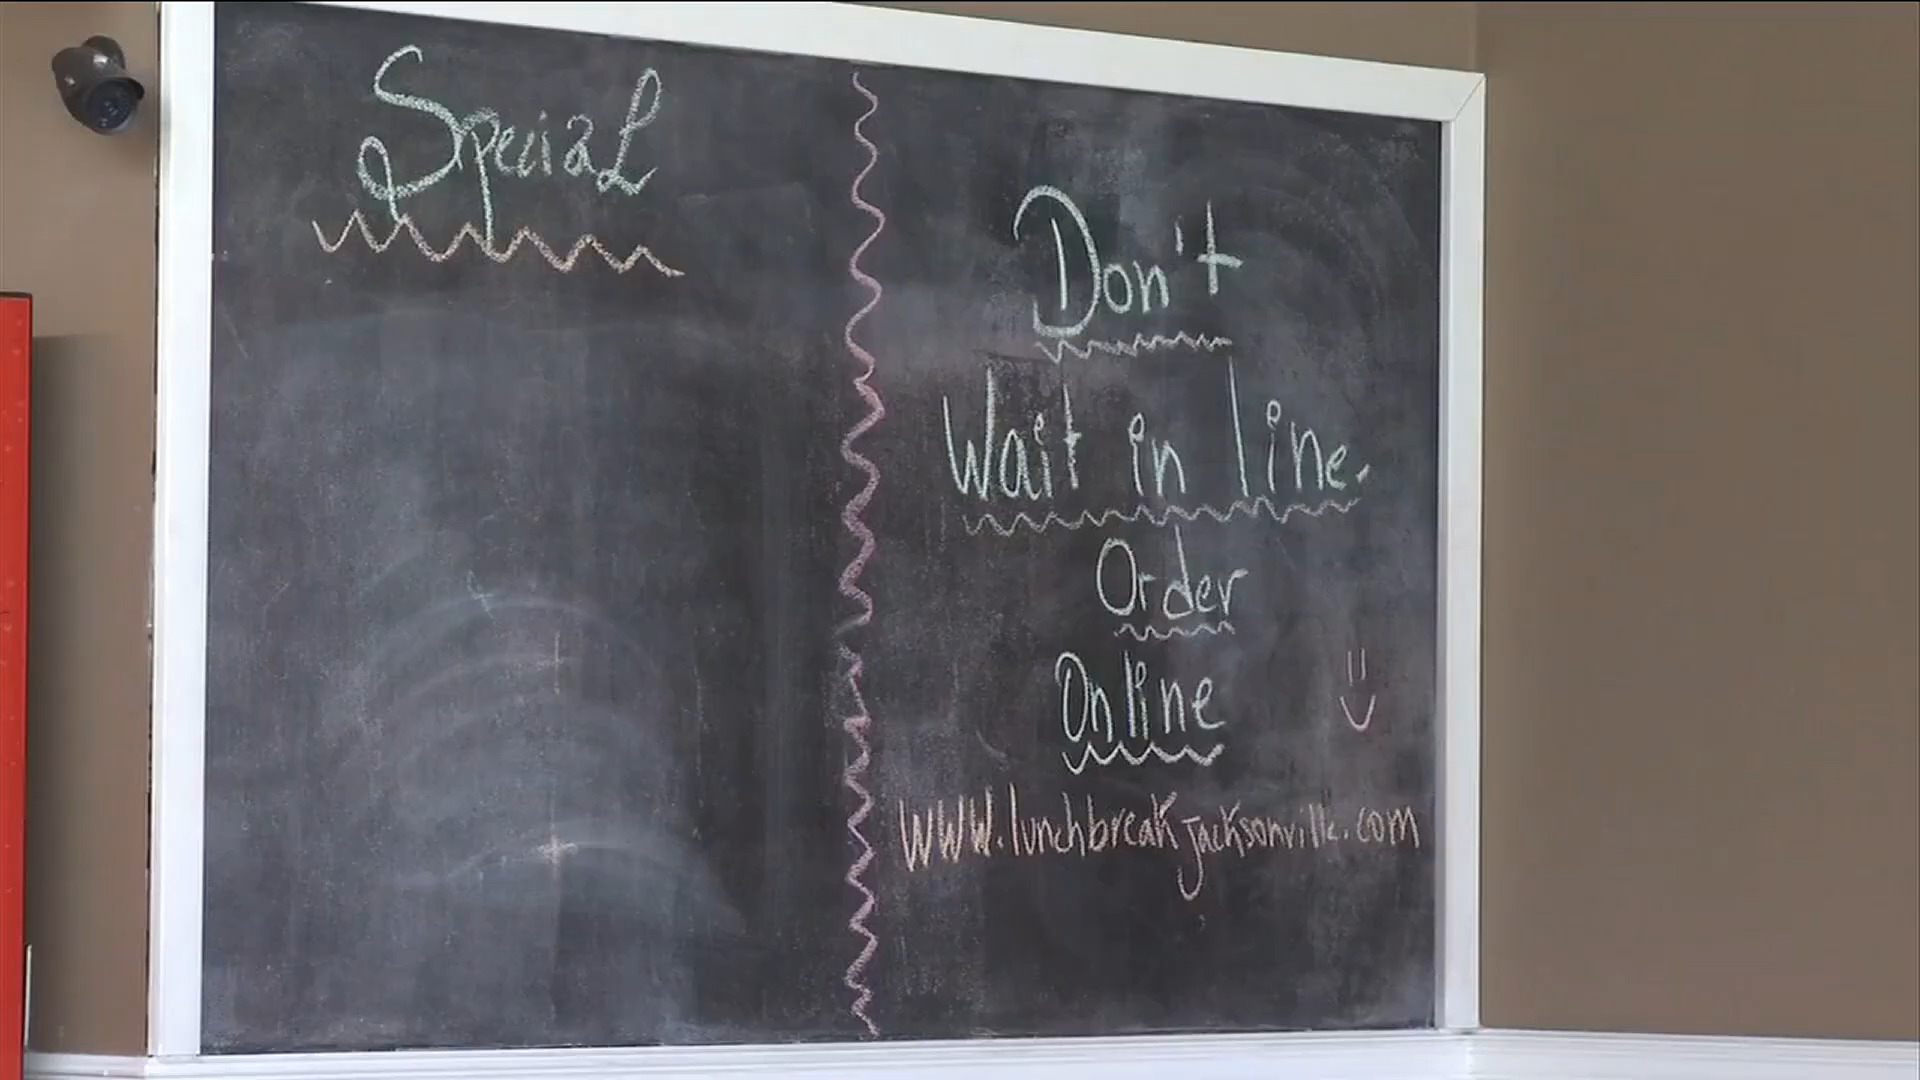 Special
Don't
Wait in line.
Order
Online
www.lunchbreakjacksonville.com